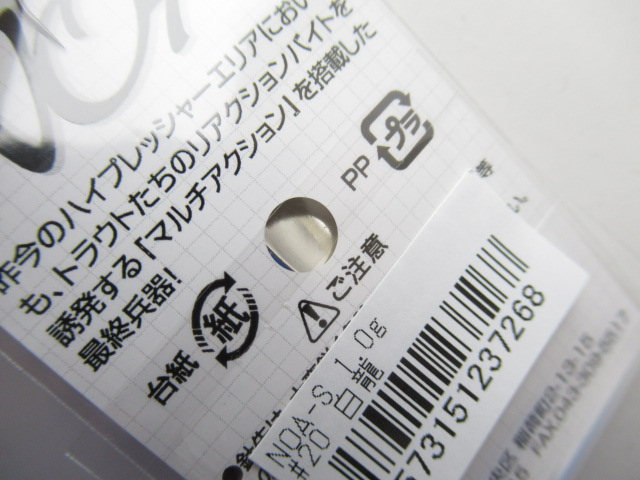 昨今のハイプレッシャーエリアにおい
も、トラウトたちのリアクションバイトを
誘発する『マルチアクション』を搭載した
最終兵器!
PP プラ
台紙 紙
ご注意
等
い。
NOA-S 1.0g
#20 白龍
573151237268